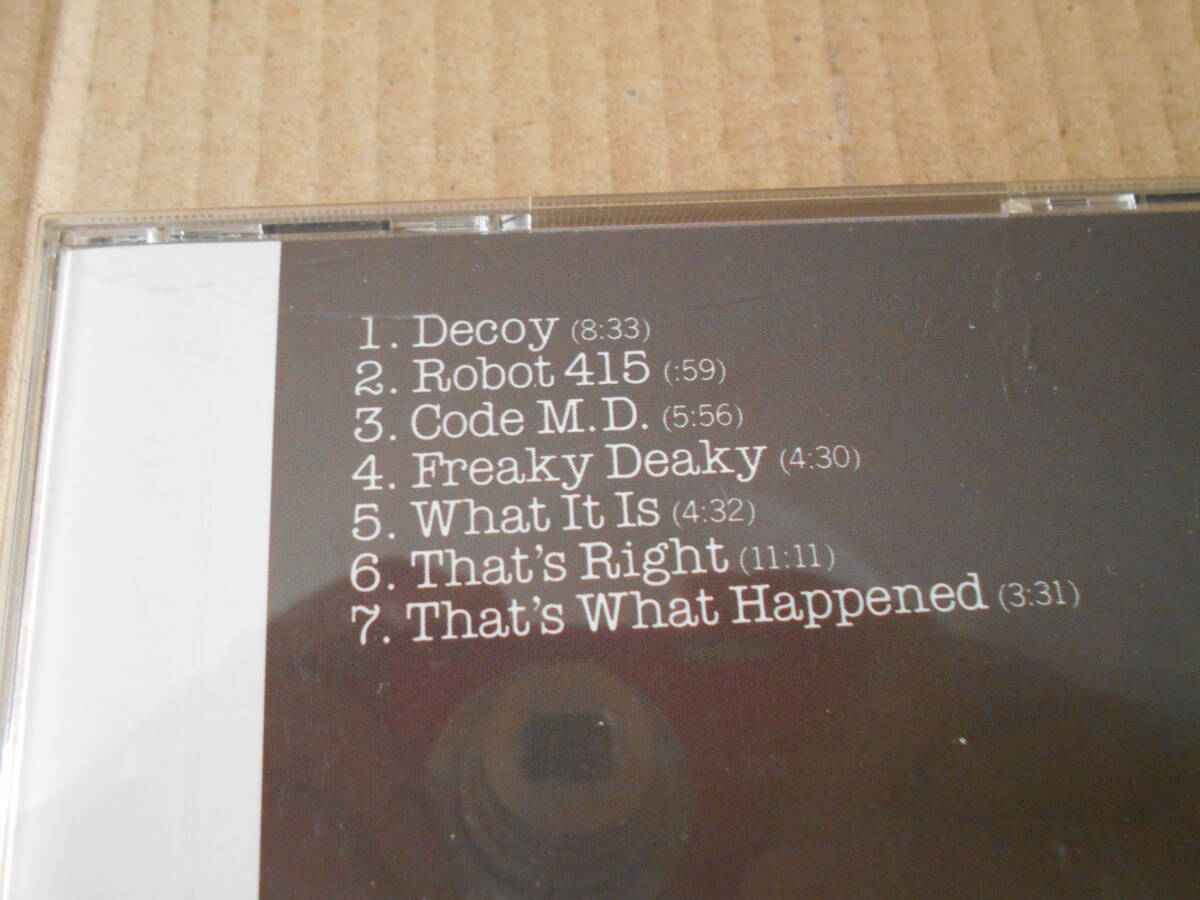 1. Decoy (8:33)
2. Robot 415 (:59)
3. Code M.D. (5:56)
4. Freaky Deaky (4:30)
5. What It Is (4:32)
6. That's Right (11:11)
7. That's What Happened (3:31)